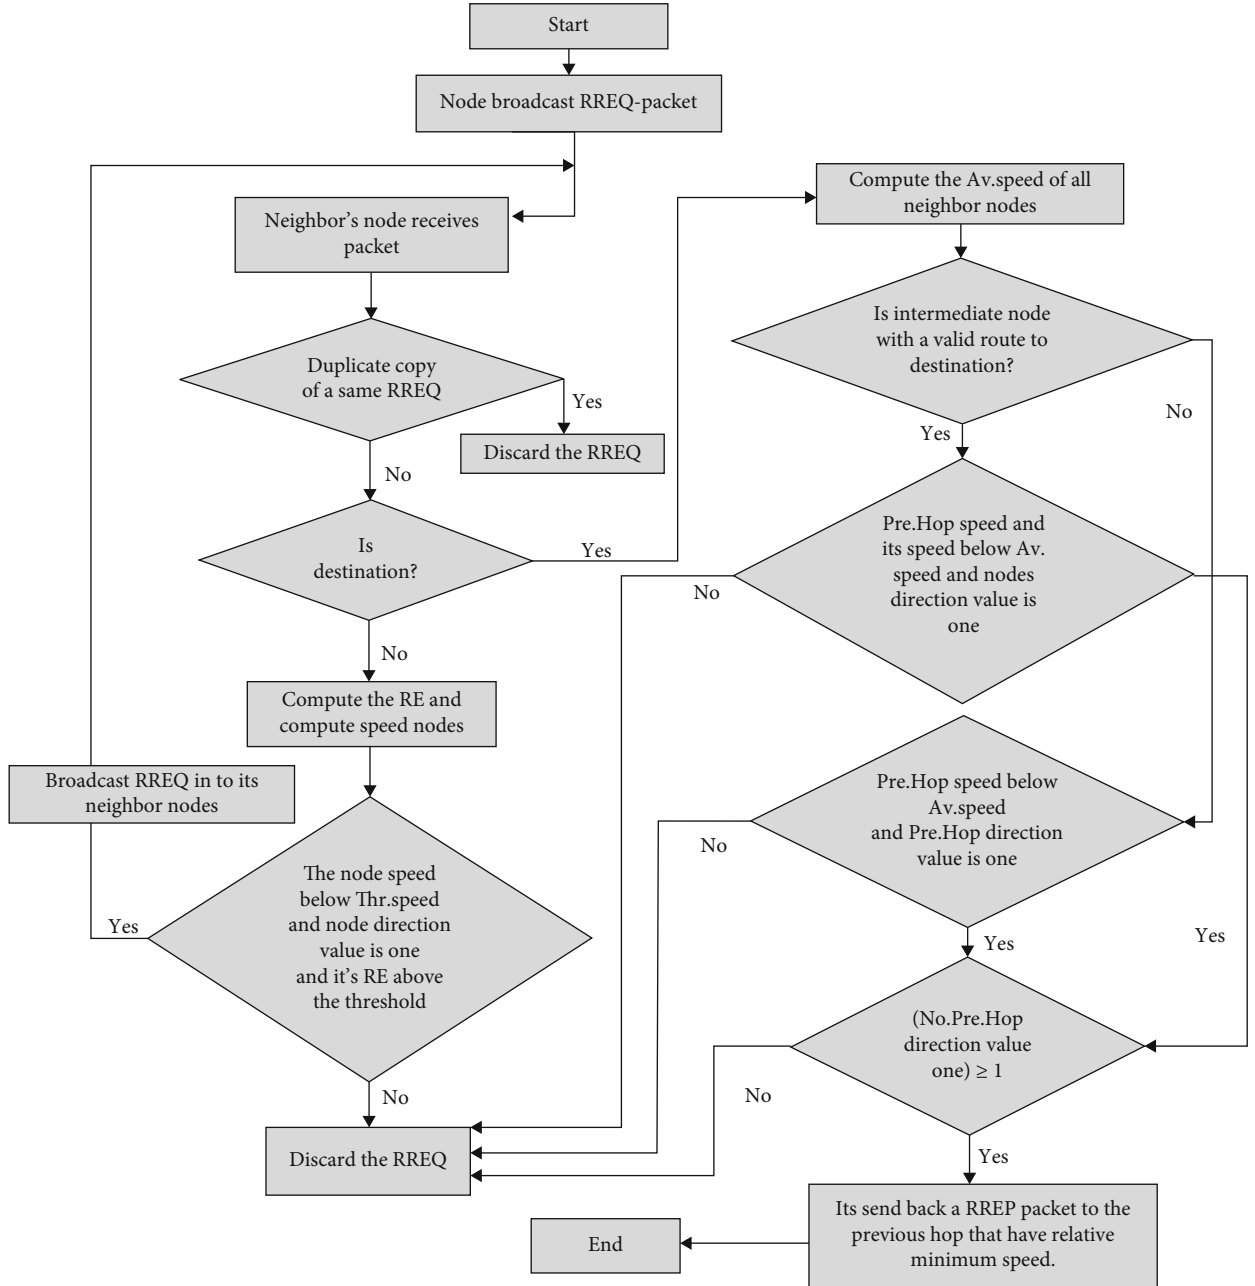 Start
Node broadcast RREQ-packet
Neighbor's node receives
packet
Duplicate copy
of a same RREQ
Yes
Discard the RREQ
No
Is
destination?
Yes
No
Compute the RE and
compute speed nodes
Broadcast RREQ in to its
neighbor nodes
The node speed
below Thr.speed
and node direction
value is one
and it's RE above
the threshold
Yes
No
Discard the RREQ
Compute the Av.speed of all
neighbor nodes
Is intermediate node
with a valid route to
destination?
No
Yes
Pre.Hop speed and
its speed below Av.
speed and nodes
direction value is
one
No
Yes
Pre.Hop speed below
Av.speed
and Pre.Hop direction
value is one
No
Yes
(No.Pre.Hop
direction value
one) ≥ 1
No
Yes
Its send back a RREP packet to the
previous hop that have relative
minimum speed.
End